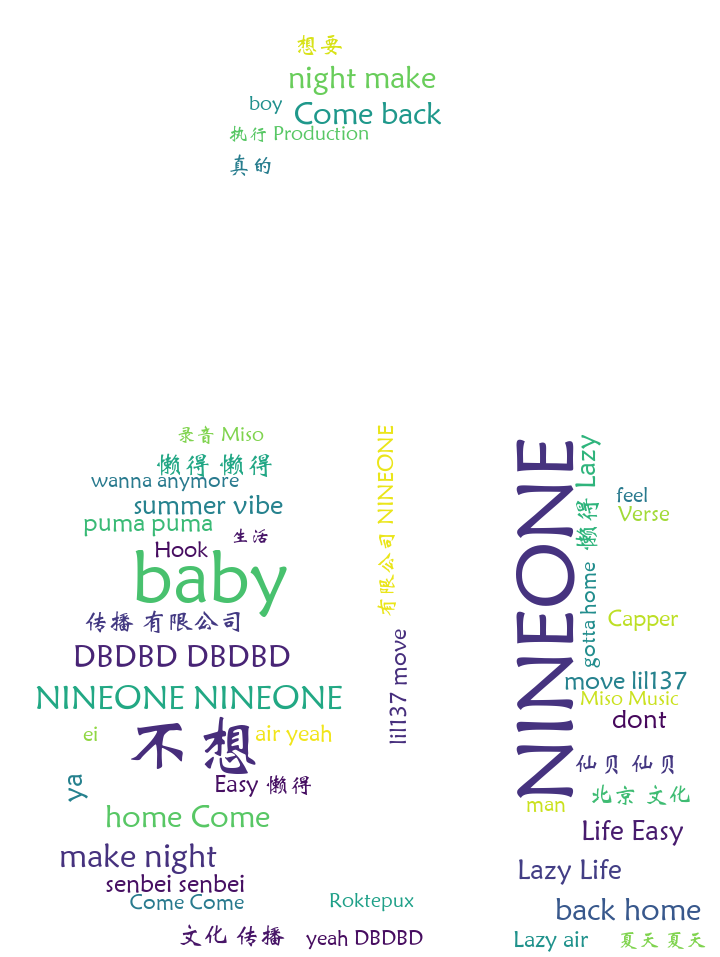 想要
night make
boy
Come back
执行 Production
真的
录音 Miso
懒得 懒得
wanna anymore
summer vibe
puma puma
生活
Hook
baby
传播 有限公司
DBDBD DBDBD
NINEONE NINEONE
ei
不想
air yeah
ya
Easy 懒得
home Come
make night
senbei senbei
Come Come
Roktepux
文化 传播
yeah DBDBD
有限公司 NINEONE
lil137 move
NINEONE
懒得 Lazy
feel
Verse
gotta home
Capper
move lil137
Miso Music
dont
仙贝 仙贝
北京 文化
man
Life Easy
Lazy Life
back home
Lazy air
夏天 夏天